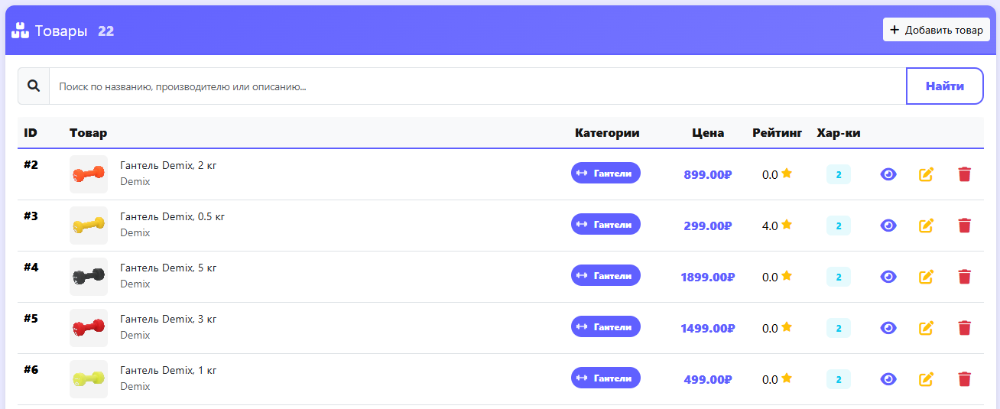 Товары 22
+ Добавить товар
Поиск по названию, производителю или описанию...
Найти
ID Товар Категории Цена Рейтинг Хар-ки
#2 Гантель Demix, 2 кг Гантели 899.00₽ 0.0 2
Demix
#3 Гантель Demix, 0.5 кг Гантели 299.00₽ 4.0 2
Demix
#4 Гантель Demix, 5 кг Гантели 1899.00₽ 0.0 2
Demix
#5 Гантель Demix, 3 кг Гантели 1499.00₽ 0.0 2
Demix
#6 Гантель Demix, 1 кг Гантели 499.00₽ 0.0 2
Demix